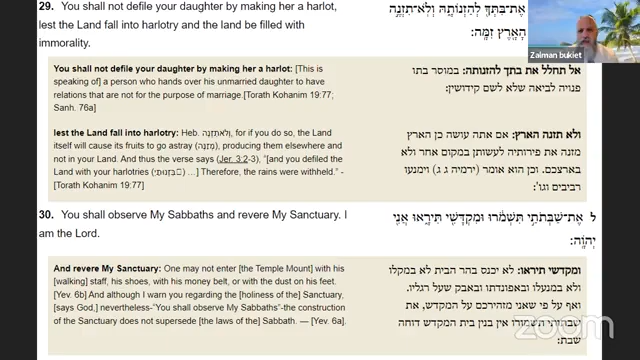 29. You shall not defile your daughter by making her a harlot,
lest the Land fall into harlotry and the land be filled with
immorality.
אֶת־בִּתְּךָ֖ לְהַזְנוֹתָ֑הּ וְלֹא־תִזְנֶ֣ה
הָאָ֔רֶץ זִמָּֽה:
Zalman bukiet
You shall not defile your daughter by making her a harlot: [This
is speaking of] a person who hands over his unmarried daughter to have
relations that are not for the purpose of marriage.[Torath Kohanim 19:77;
Sanh. 76a]
אל תחלל את בתך להזנותה: במוסר בתו
פנויה לביאה שלא לשם קידושין:
lest the Land fall into harlotry: Heb. וְלֹאתִזְנֶה, for if you do so, the Land
itself will cause its fruits to go astray (מְזַנָּה), producing them elsewhere and
not in your Land. And thus the verse says (Jer. 3:2-3), “[and you defiled the
Land with your harlotries (בִּזְנוּתַיִ) …] Therefore, the rains were withheld.” -
[Torath Kohanim 19:77]
ולא תזנה הארץ: אם אתה עושה כן הארץ
מזנה את פירותיה לעשותן במקום אחר ולא
בארצכם. וכן הוא אומר (ירמיה ג ג) וימנעו
רביבים וגו':
30. You shall observe My Sabbaths and revere My Sanctuary. I
am the Lord.
ל אֶת־שַׁבְּתֹתַ֣י תִּשְׁמֹ֔רוּ וּמִקְדָּשִׁ֖י תִּירָ֑אוּ אֲנִ֖י
יְהֹוָֽה:
And revere My Sanctuary: One may not enter [the Temple Mount] with his
[walking] staff, his shoes, with his money belt, or with the dust on his feet.
[Yev. 6b] And although I warn you regarding the [holiness of the] Sanctuary,
[says God,] nevertheless-“You shall observe My Sabbaths”-the construction
of the Sanctuary does not supersede [the laws of the] Sabbath. — [Yev. 6a].
ומקדשי תיראו: לא יכנס בהר הבית לא במקלו
ולא במנעלו ובאפונדתו ובאבק שעל רגליו.
ואף על פי שאני מזהירכם על המקדש, את
שבתותי תשמורו אין בנין בית המקדש דוחה
שבת:
zoom